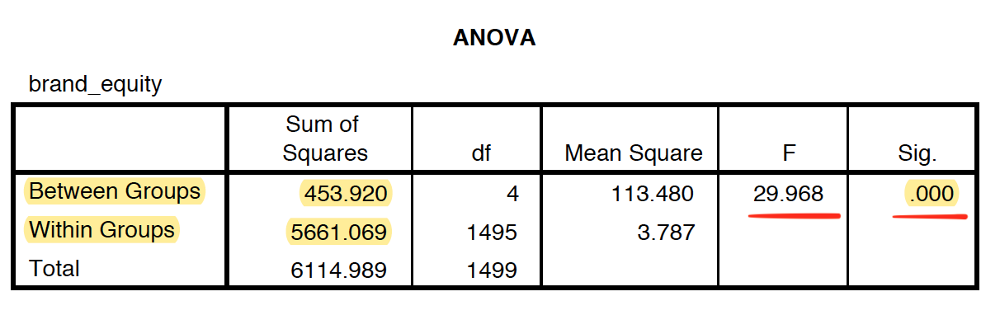 ANOVA
brand_equity
Sum of
Squares df Mean Square F Sig.
Between Groups 453.920 4 113.480 29.968 .000
Within Groups 5661.069 1495 3.787
Total 6114.989 1499